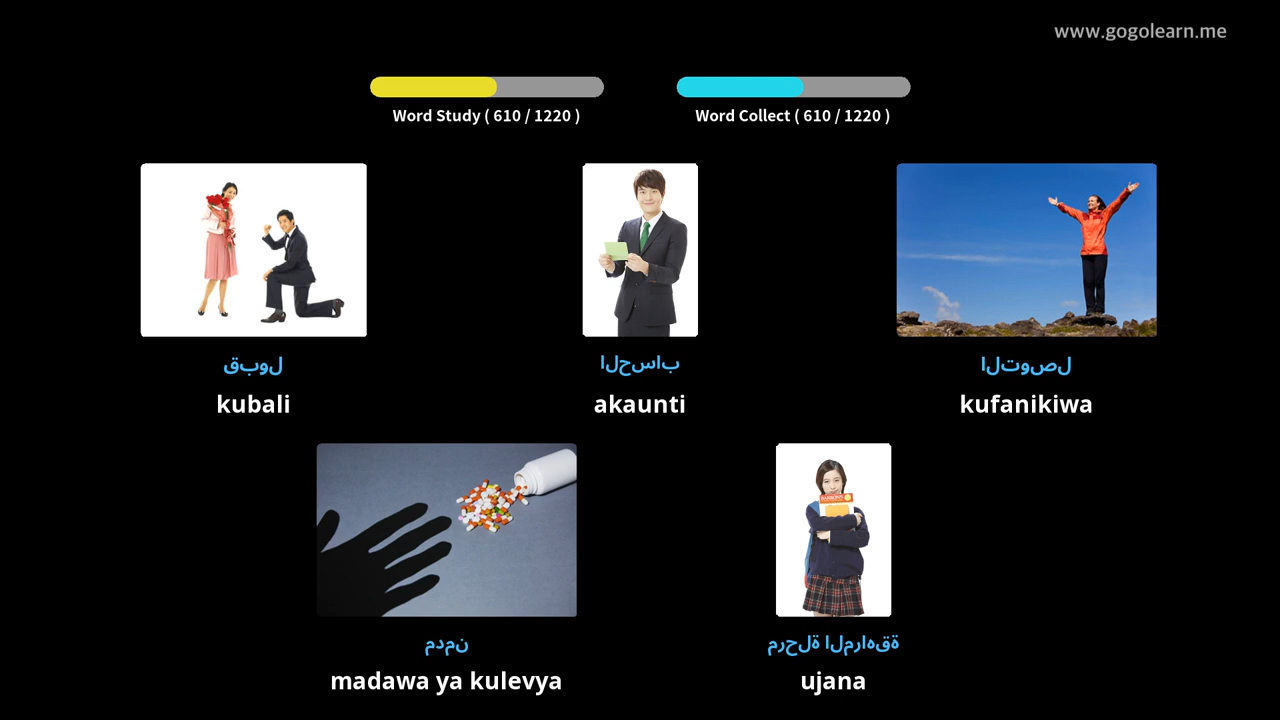 www.gogolearn.me
Word Study ( 610 / 1220 )
Word Collect ( 610 / 1220 )
قبول
kubali
الحساب
akaunti
التوصل
kufanikiwa
BARRON'S
مدمن
madawa ya kulevya
مرحلة المراهقة
ujana